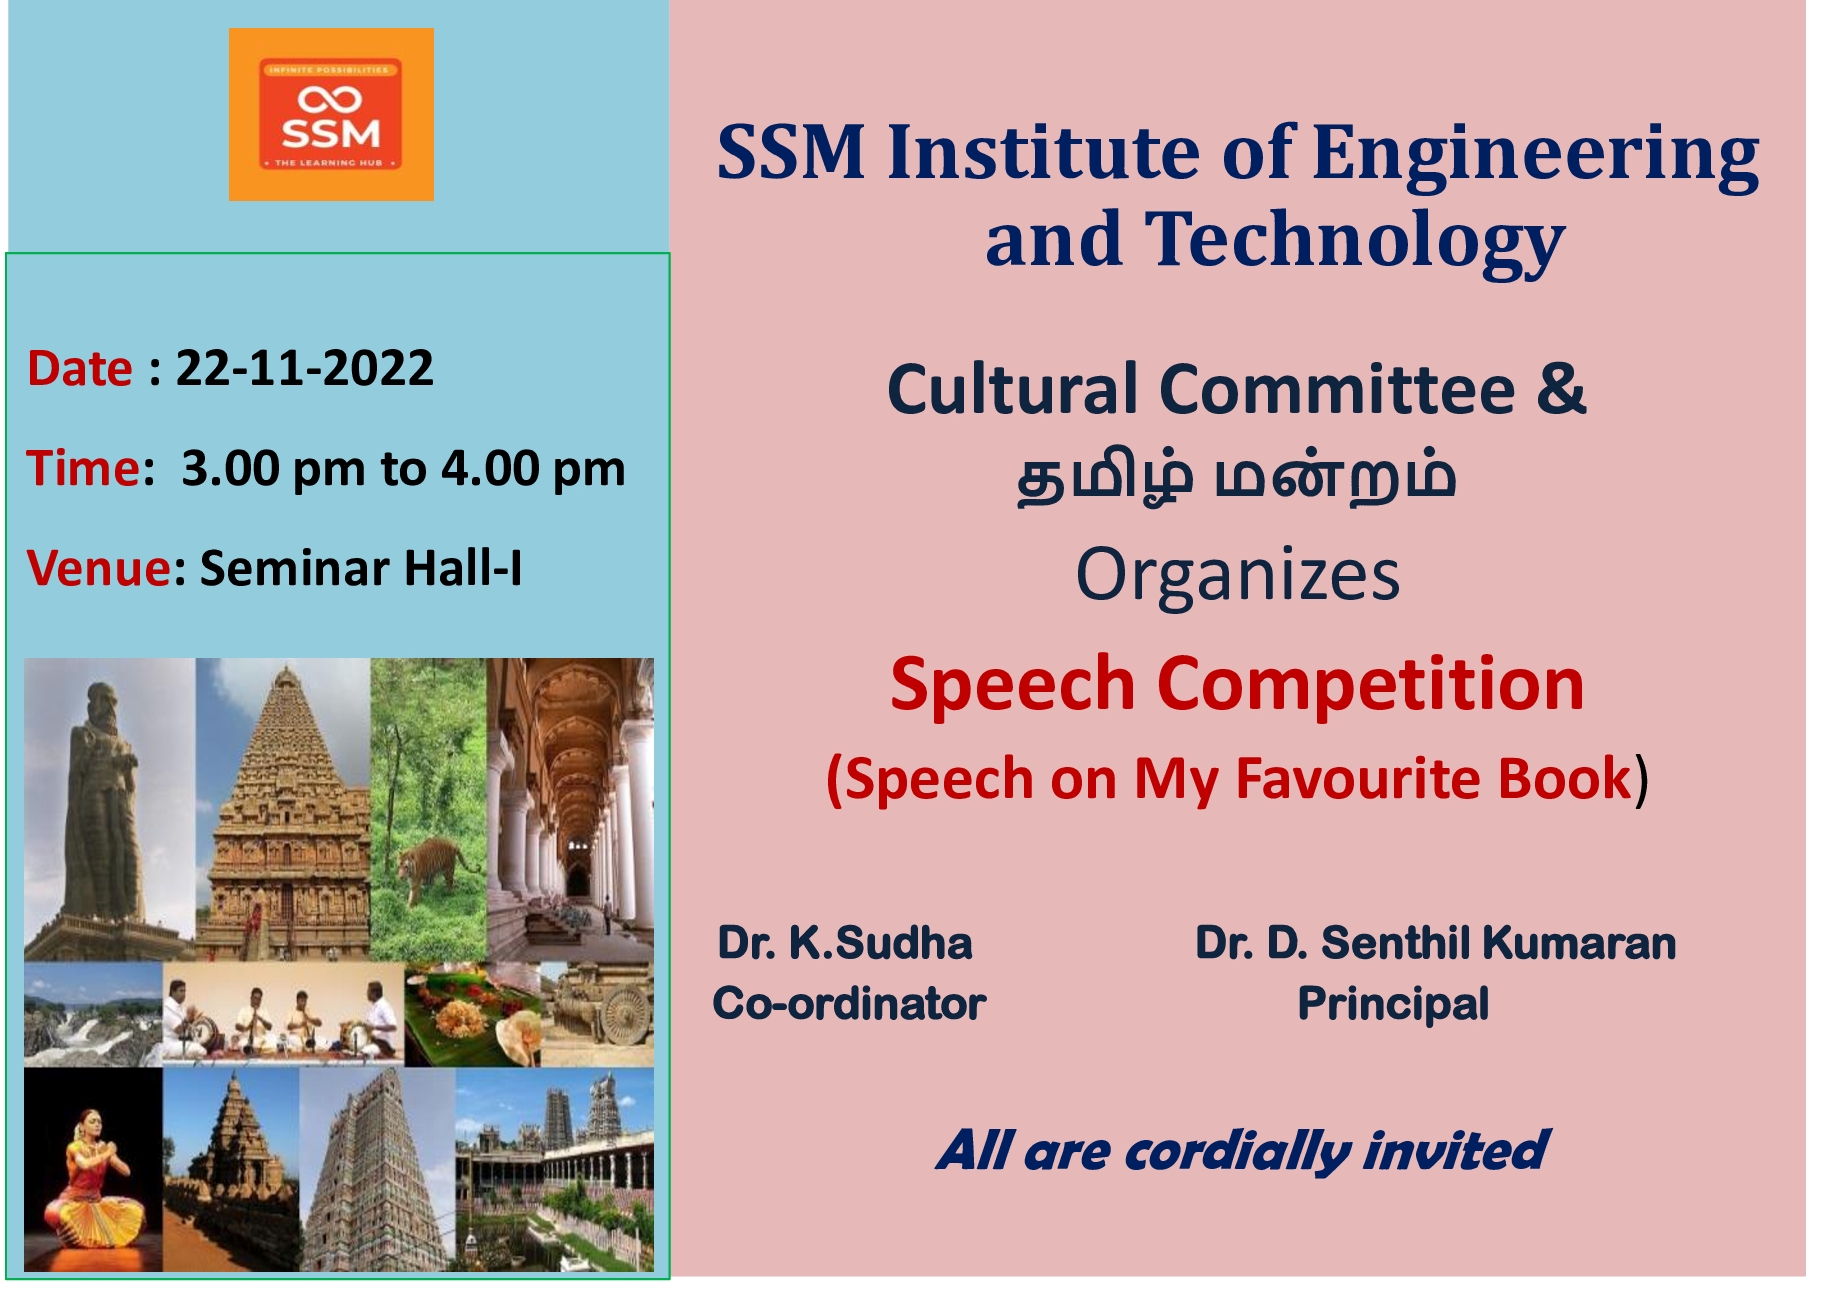 INFINITE POSSIBILITIES
SSM
• THE LEARNING HUB •
Date : 22-11-2022
Time: 3.00 pm to 4.00 pm
Venue: Seminar Hall-I
SSM Institute of Engineering
and Technology
Cultural Committee &
தமிழ் மன்றம்
Organizes
Speech Competition
(Speech on My Favourite Book)
Dr. K.Sudha Dr. D. Senthil Kumaran
Co-ordinator Principal
All are cordially invited